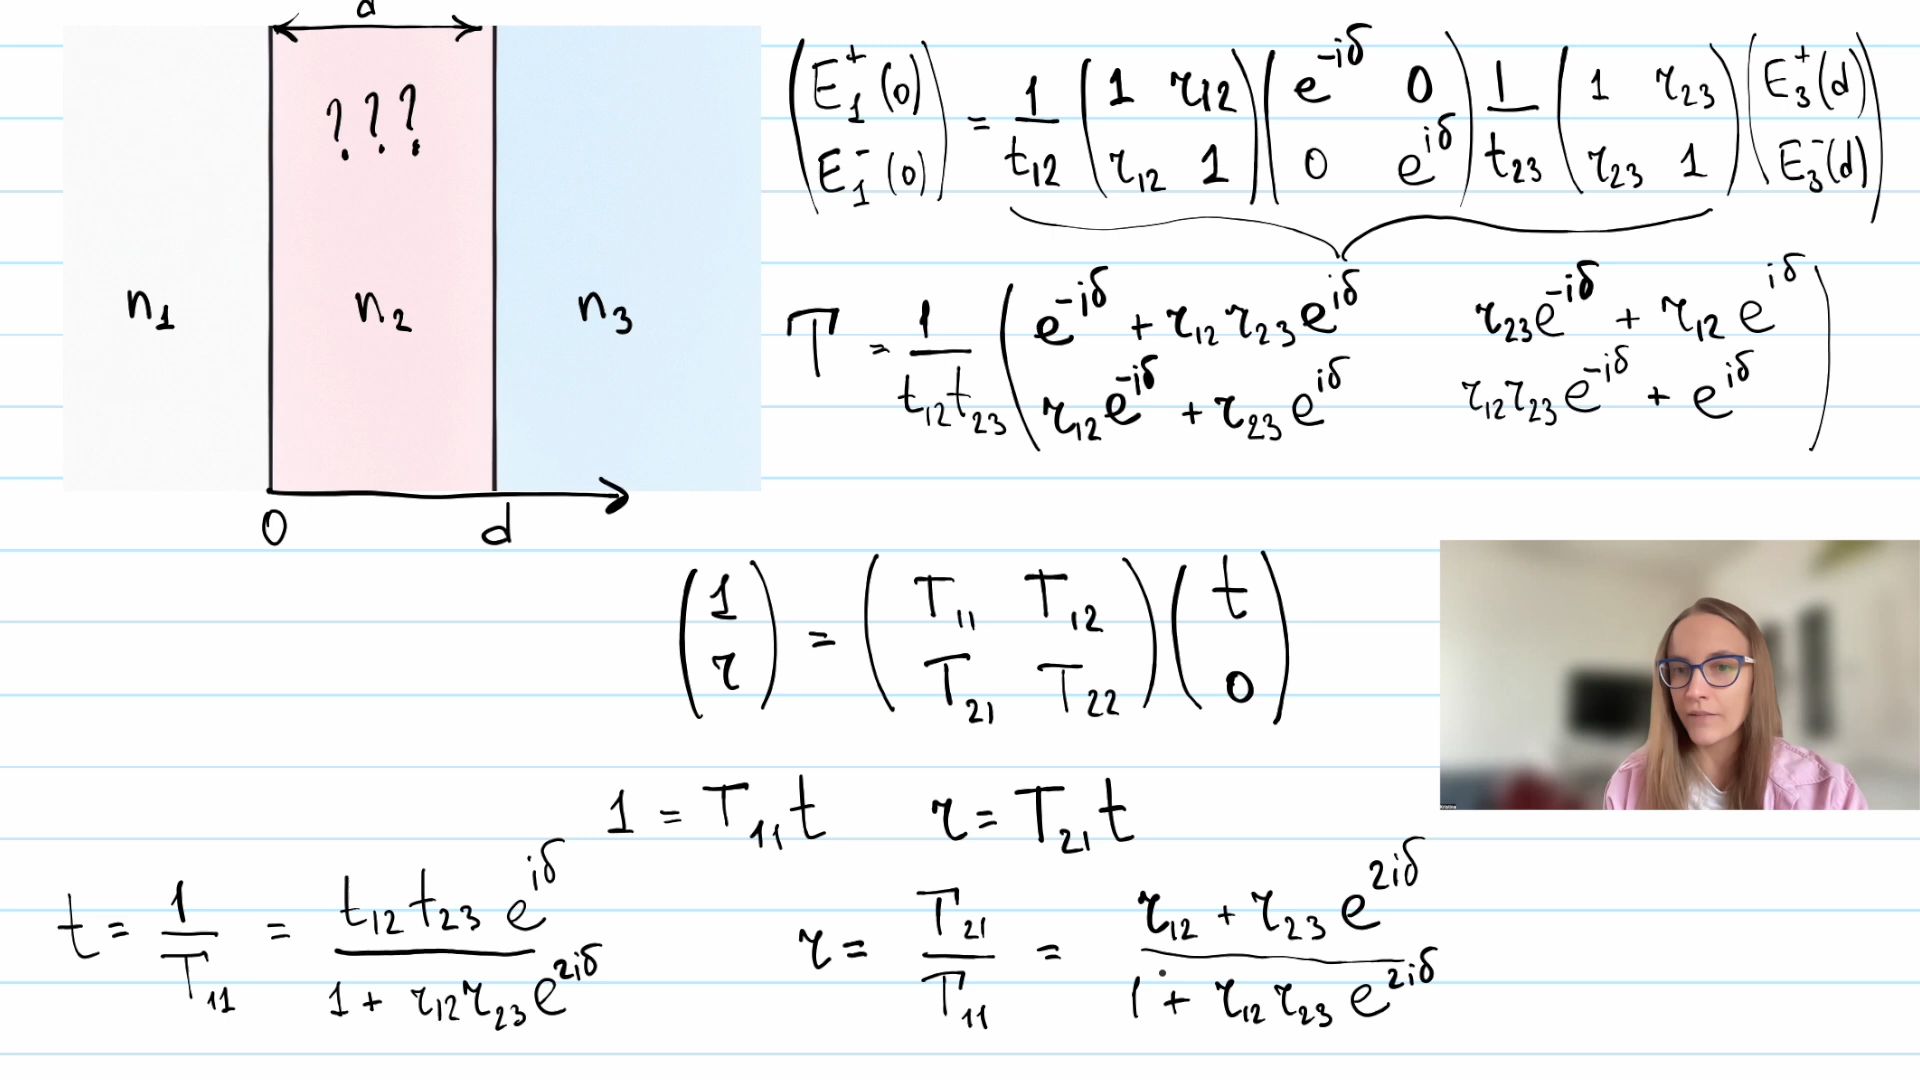 d
? ? ?
n₁ n₂ n₃
0 d
(E₁⁺(0) ; E₁⁻(0)) = 1/t₁₂ (1 r₁₂ ; r₁₂ 1) (e^{-iδ} 0 ; 0 e^{iδ}) 1/t₂₃ (1 r₂₃ ; r₂₃ 1) (E₃⁺(d) ; E₃⁻(d))
T = 1/(t₁₂t₂₃) (e^{-iδ} + r₁₂r₂₃e^{iδ} r₂₃e^{-iδ} + r₁₂e^{iδ} ; r₁₂e^{-iδ} + r₂₃e^{iδ} r₁₂r₂₃e^{-iδ} + e^{iδ})
(1 ; r) = (T₁₁ T₁₂ ; T₂₁ T₂₂) (t ; 0)
1 = T₁₁t r = T₂₁t
t = 1/T₁₁ = t₁₂t₂₃e^{iδ} / (1 + r₁₂r₂₃e^{2iδ})
r = T₂₁/T₁₁ = (r₁₂ + r₂₃e^{2iδ}) / (1 + r₁₂r₂₃e^{2iδ})